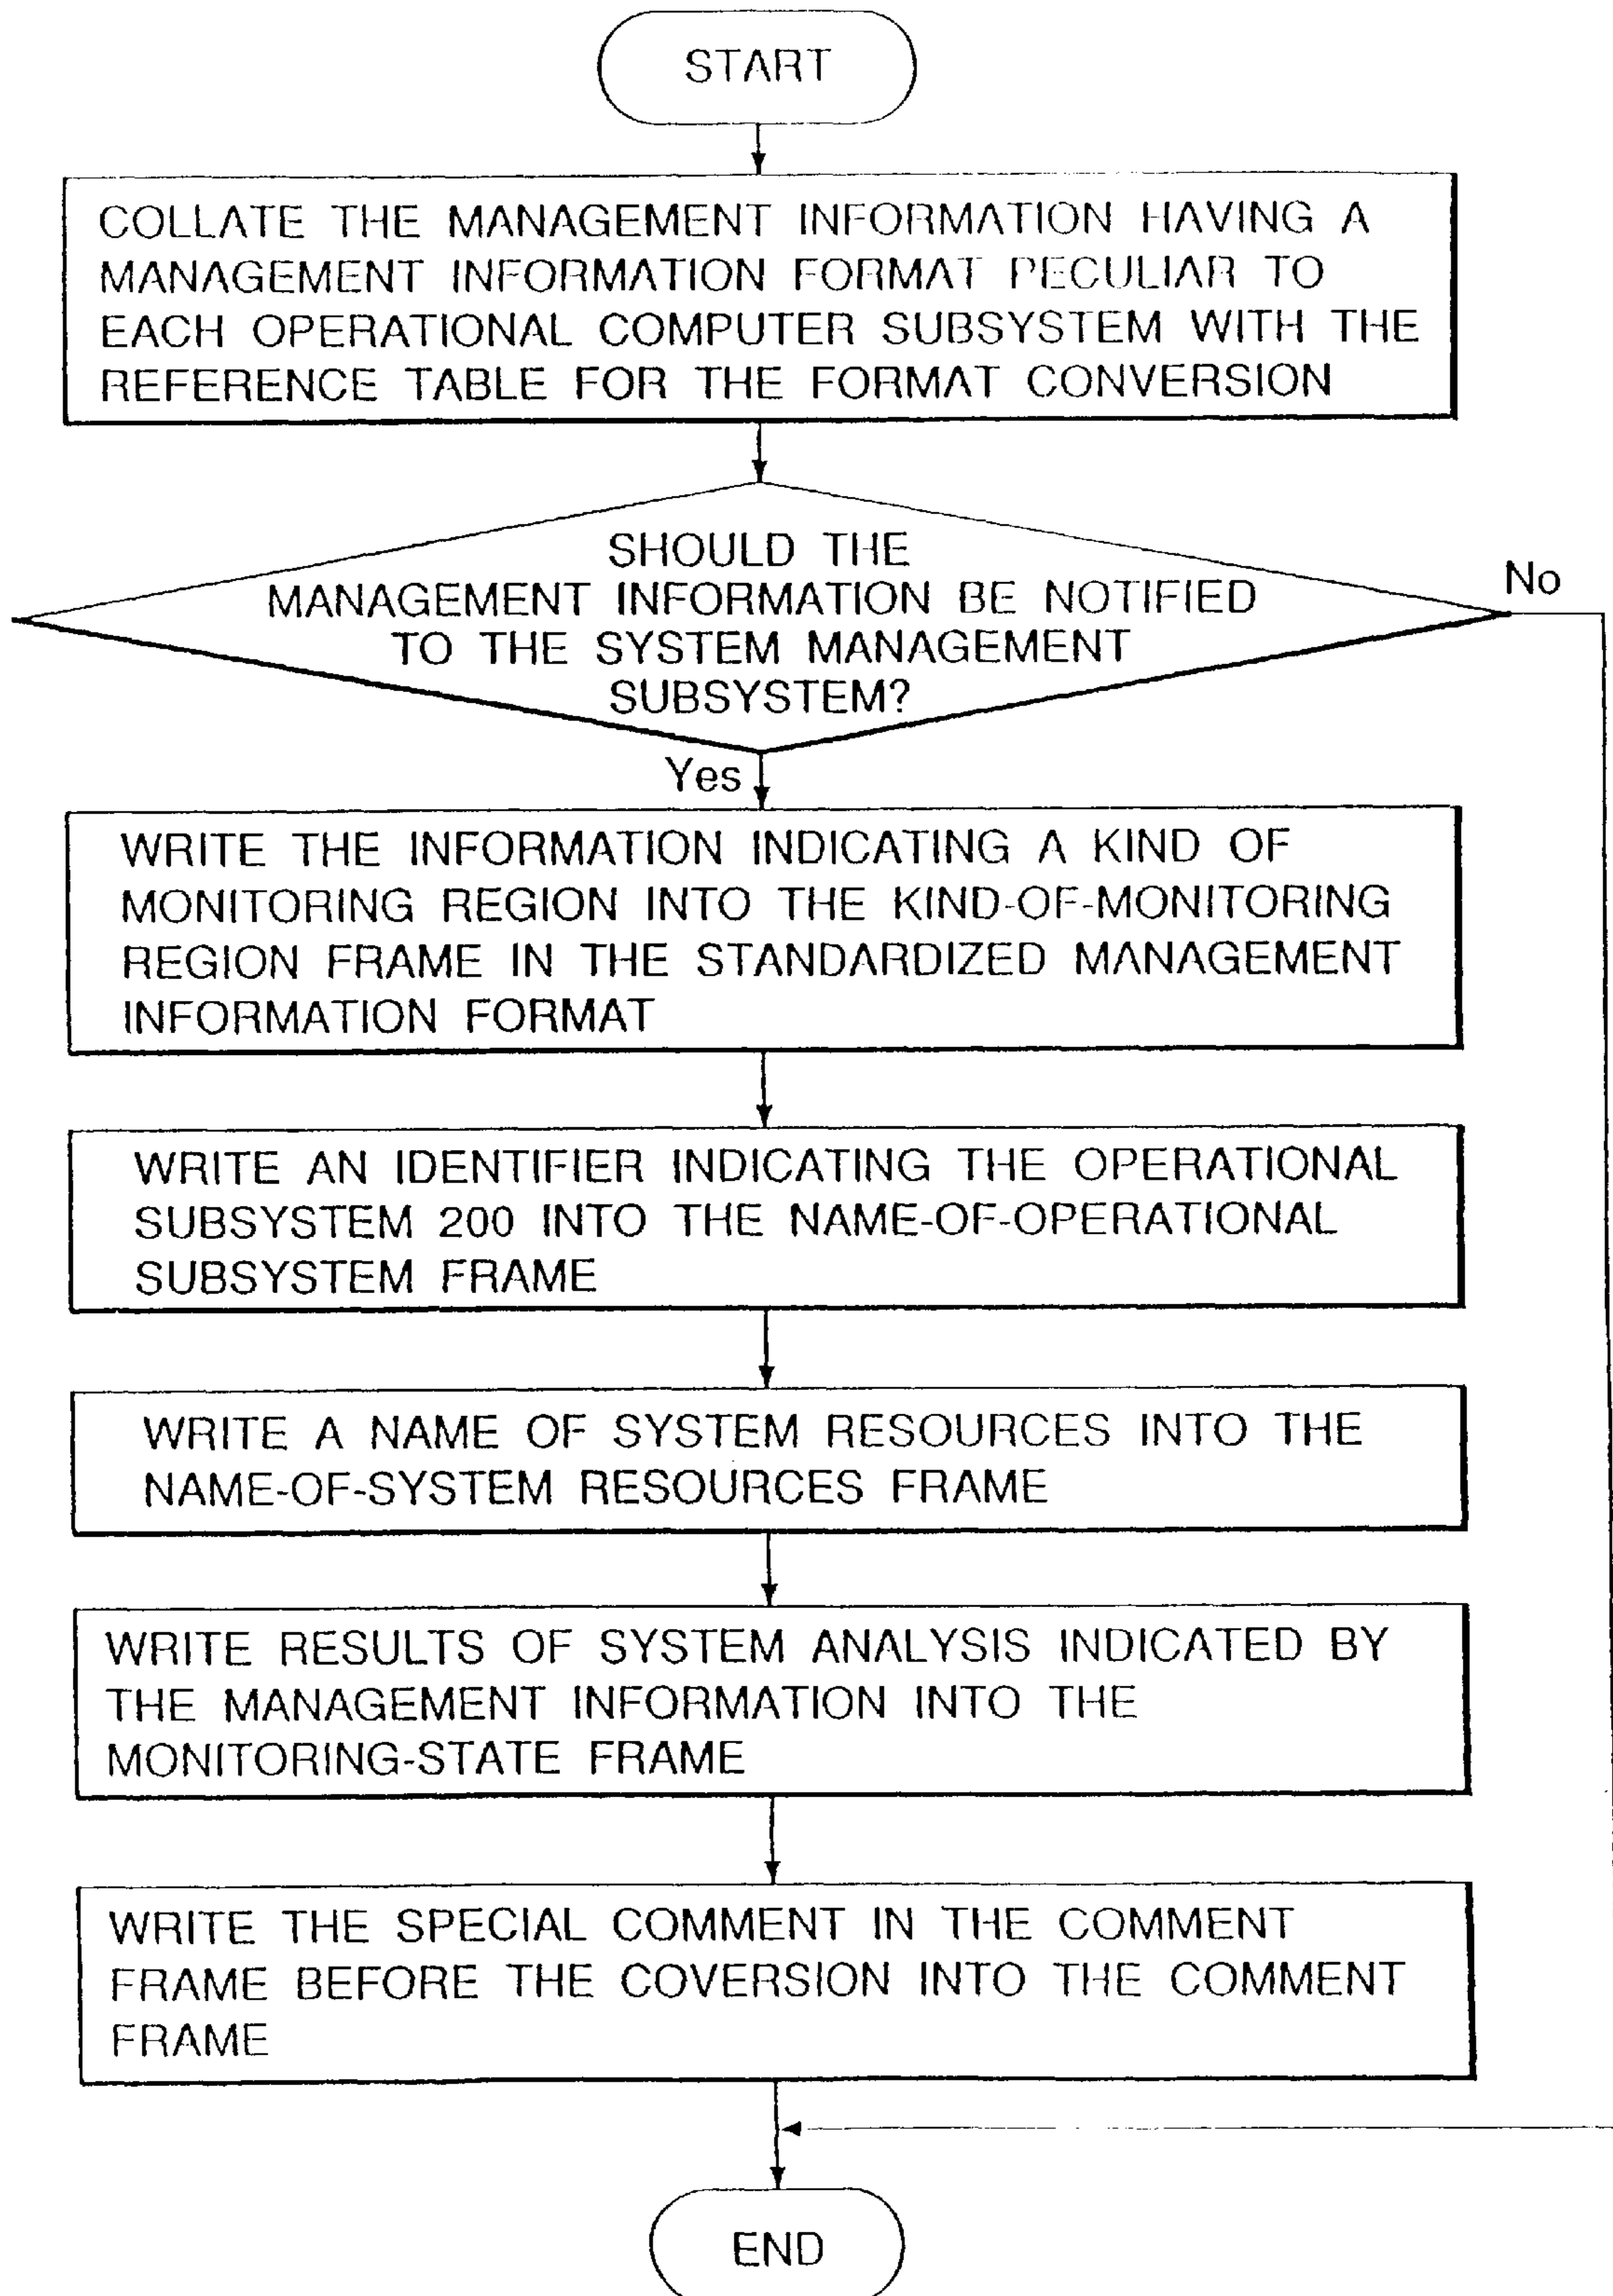 START
COLLATE THE MANAGEMENT INFORMATION HAVING A
MANAGEMENT INFORMATION FORMAT PECULIAR TO
EACH OPERATIONAL COMPUTER SUBSYSTEM WITH THE
REFERENCE TABLE FOR THE FORMAT CONVERSION
SHOULD THE
MANAGEMENT INFORMATION BE NOTIFIED
TO THE SYSTEM MANAGEMENT
SUBSYSTEM?
No
Yes
WRITE THE INFORMATION INDICATING A KIND OF
MONITORING REGION INTO THE KIND-OF-MONITORING
REGION FRAME IN THE STANDARDIZED MANAGEMENT
INFORMATION FORMAT
WRITE AN IDENTIFIER INDICATING THE OPERATIONAL
SUBSYSTEM 200 INTO THE NAME-OF-OPERATIONAL
SUBSYSTEM FRAME
WRITE A NAME OF SYSTEM RESOURCES INTO THE
NAME-OF-SYSTEM RESOURCES FRAME
WRITE RESULTS OF SYSTEM ANALYSIS INDICATED BY
THE MANAGEMENT INFORMATION INTO THE
MONITORING-STATE FRAME
WRITE THE SPECIAL COMMENT IN THE COMMENT
FRAME BEFORE THE COVERSION INTO THE COMMENT
FRAME
END